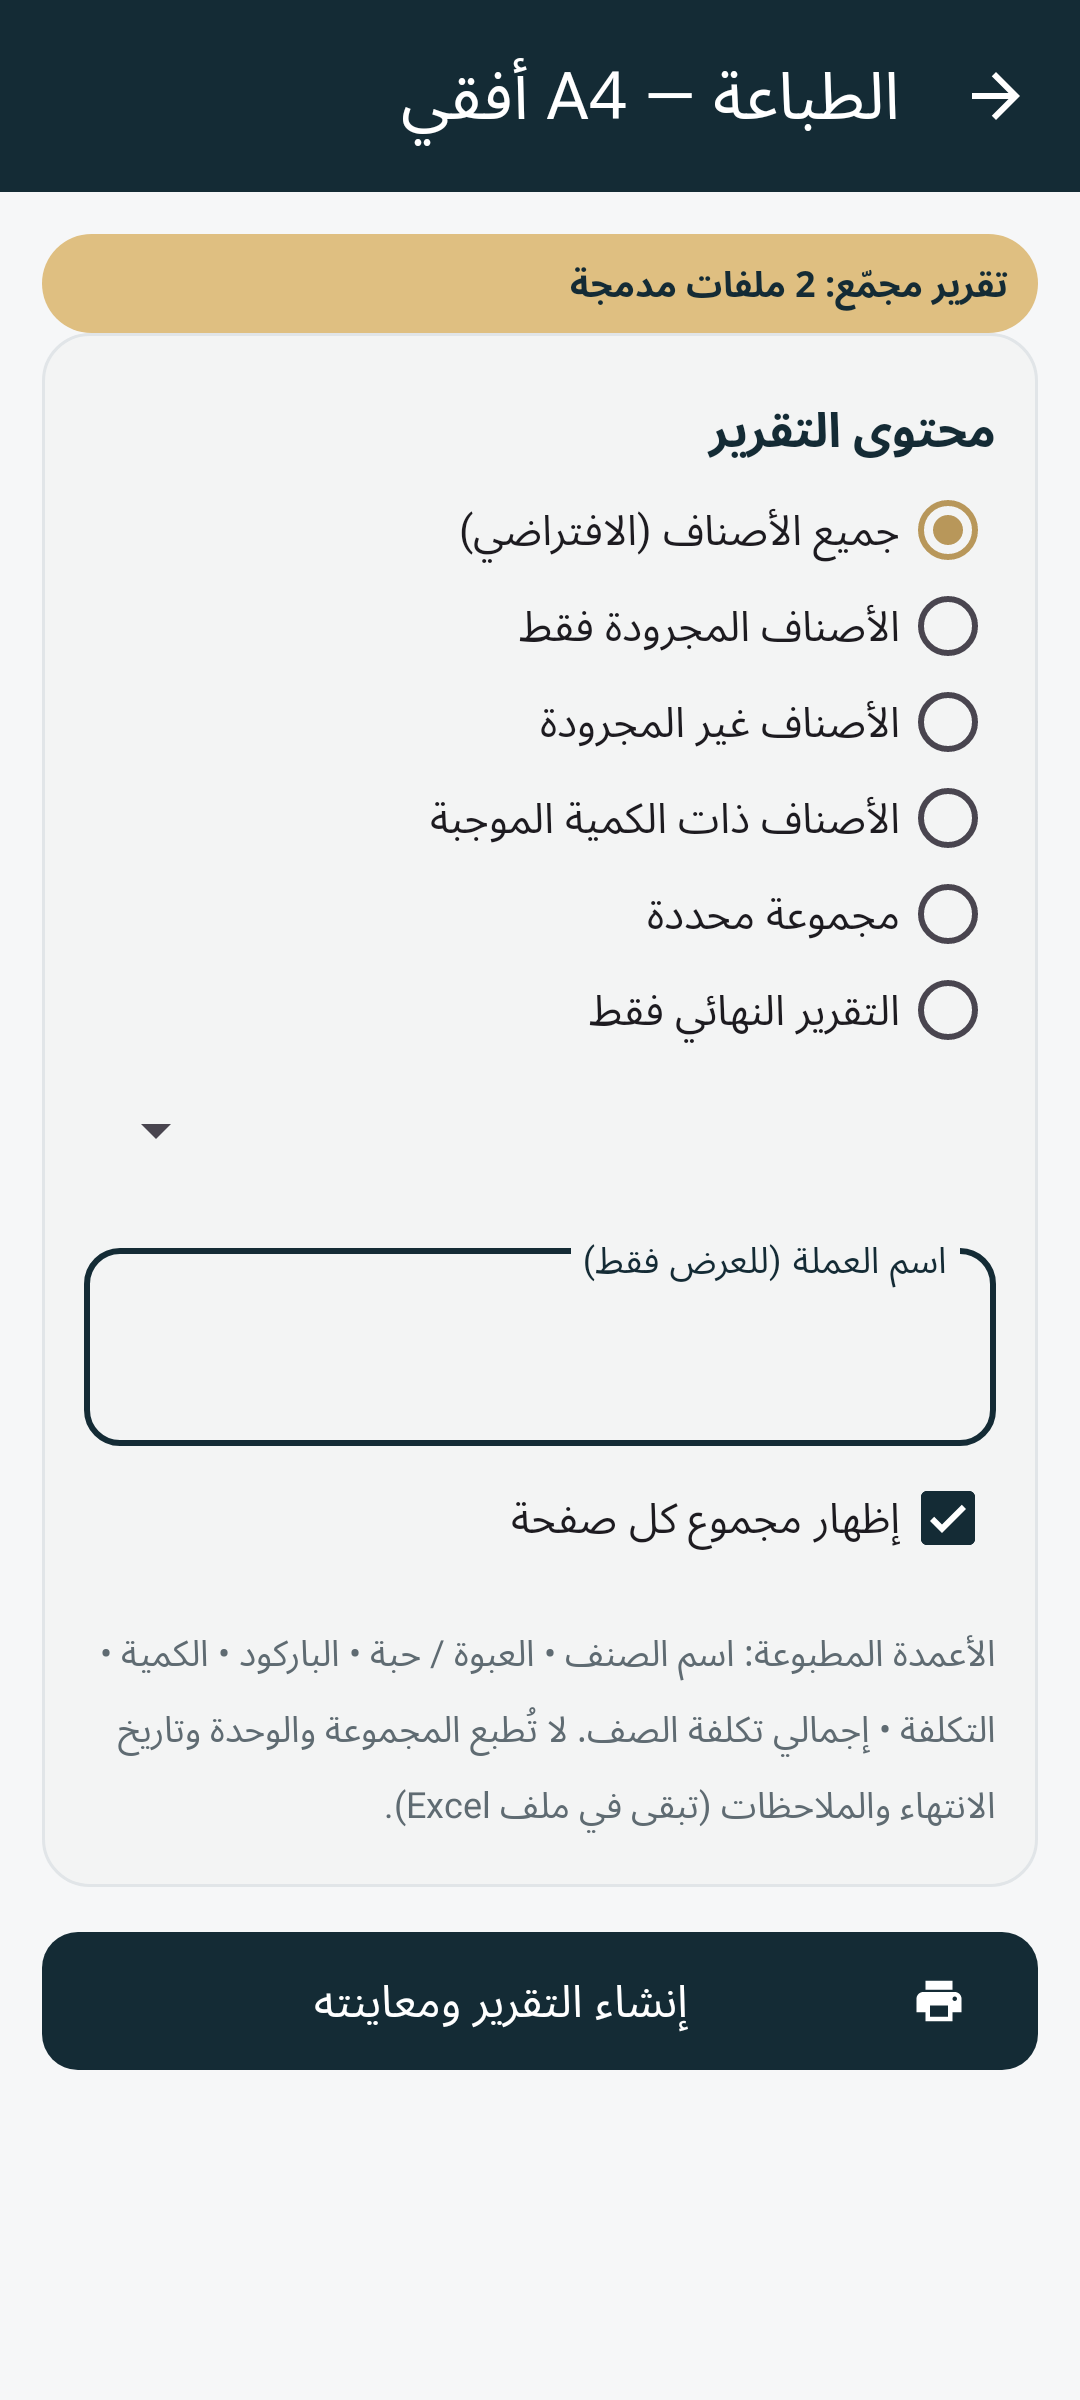 الطباعة – A4 أفقي
تقرير مجمّع: 2 ملفات مدمجة
محتوى التقرير
جميع الأصناف (الافتراضي)
الأصناف المجرودة فقط
الأصناف غير المجرودة
الأصناف ذات الكمية الموجبة
مجموعة محددة
التقرير النهائي فقط
اسم العملة (للعرض فقط)
إظهار مجموع كل صفحة
الأعمدة المطبوعة: اسم الصنف • العبوة / حبة • الباركود • الكمية •
التكلفة • إجمالي تكلفة الصف. لا تُطبع المجموعة والوحدة وتاريخ
الانتهاء والملاحظات (تبقى في ملف Excel).
إنشاء التقرير ومعاينته